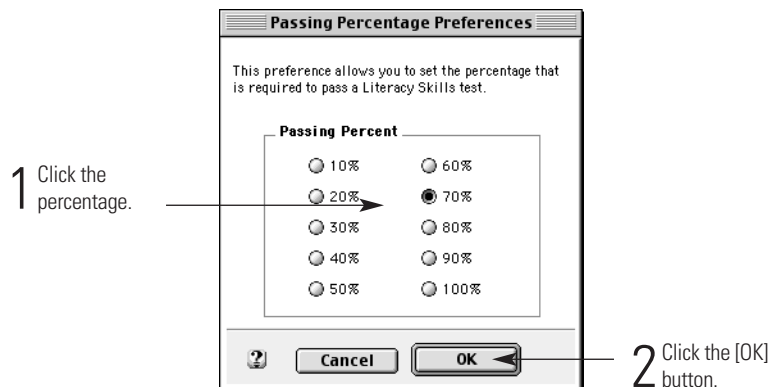 Passing Percentage Preferences
This preference allows you to set the percentage that
is required to pass a Literacy Skills test.
Passing Percent
10%
60%
20%
70%
30%
80%
40%
90%
50%
100%
1 Click the
percentage.
?
Cancel
OK
2 Click the [OK]
button.